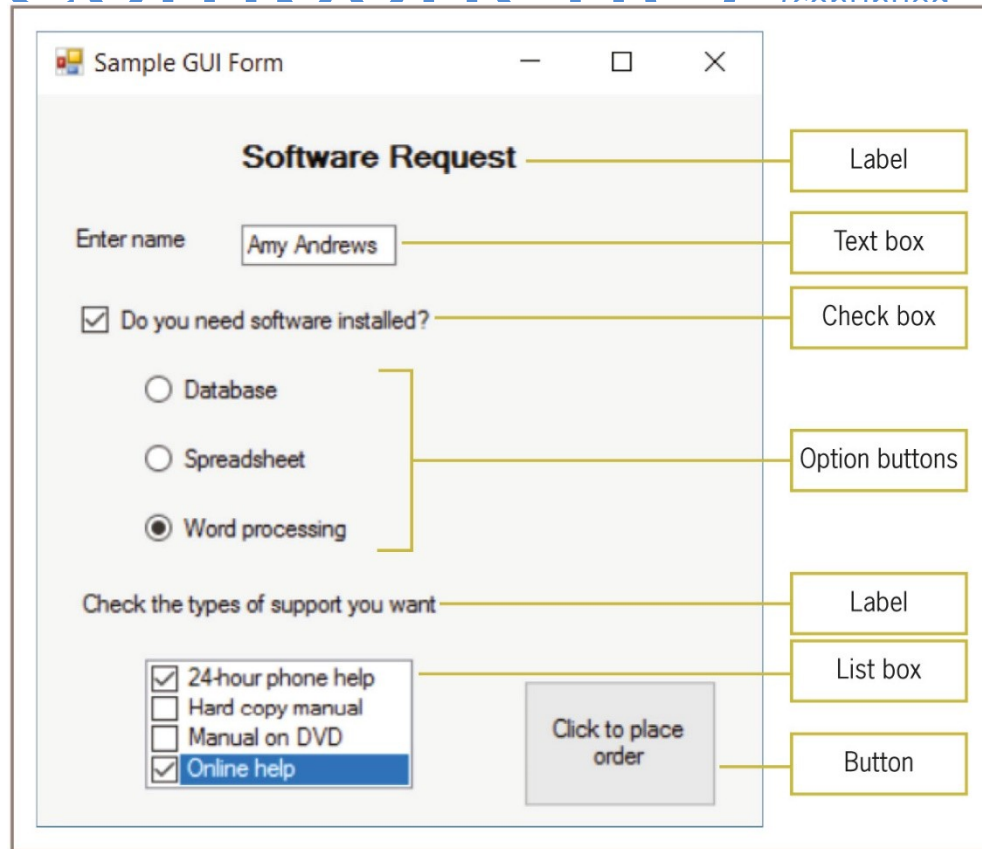 Sample GUI Form
Software Request
Label
Enter name
Amy Andrews
Text box
Do you need software installed?
Check box
Database
Spreadsheet
Option buttons
Word processing
Check the types of support you want
Label
24-hour phone help
List box
Hard copy manual
Manual on DVD
Online help
Click to place
order
Button